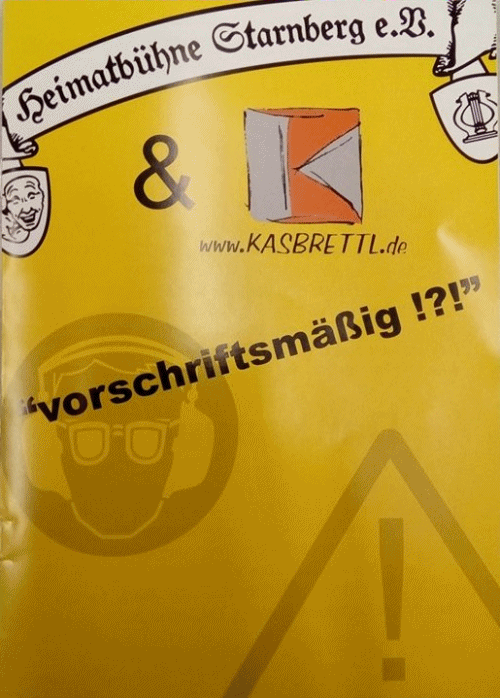 Heimatbühne Starnberg e.V.
&
K
www.KASBRETTL.de
“vorschriftsmäßig !?!”
!